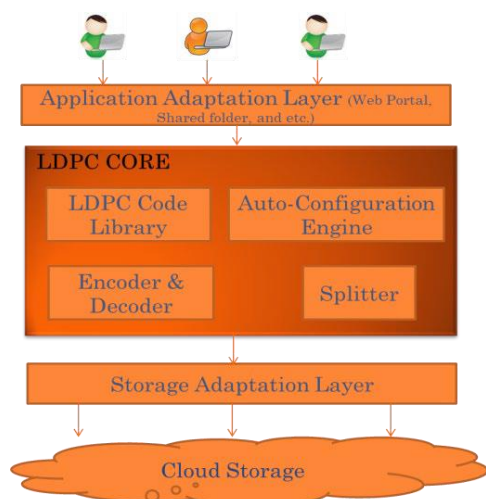 Application Adaptation Layer (Web Portal,
Shared folder, and etc.)
LDPC CORE
LDPC Code
Library
Auto-Configuration
Engine
Encoder &
Decoder
Splitter
Storage Adaptation Layer
Cloud Storage